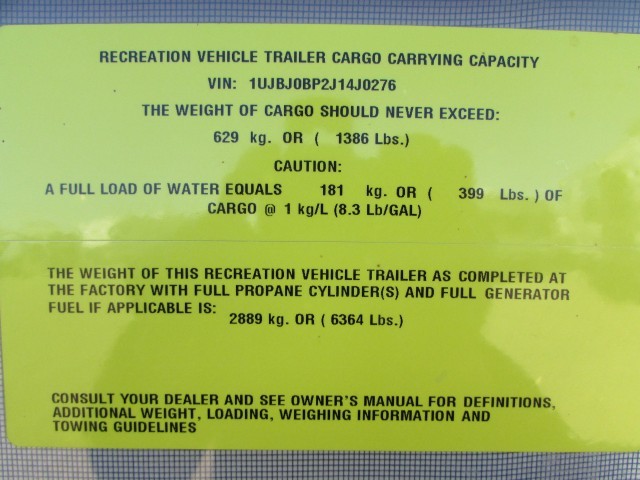 RECREATION VEHICLE TRAILER CARGO CARRYING CAPACITY
VIN: 1UJBJ0BP2J14J0276
THE WEIGHT OF CARGO SHOULD NEVER EXCEED:
629 kg. OR ( 1386 Lbs.)
CAUTION:
A FULL LOAD OF WATER EQUALS 181 kg. OR ( 399 Lbs. ) OF
CARGO @ 1 kg/L (8.3 Lb/GAL)
THE WEIGHT OF THIS RECREATION VEHICLE TRAILER AS COMPLETED AT
THE FACTORY WITH FULL PROPANE CYLINDER(S) AND FULL GENERATOR
FUEL IF APPLICABLE IS:
2889 kg. OR ( 6364 Lbs.)
CONSULT YOUR DEALER AND SEE OWNER'S MANUAL FOR DEFINITIONS,
ADDITIONAL WEIGHT, LOADING, WEIGHING INFORMATION AND
TOWING GUIDELINES